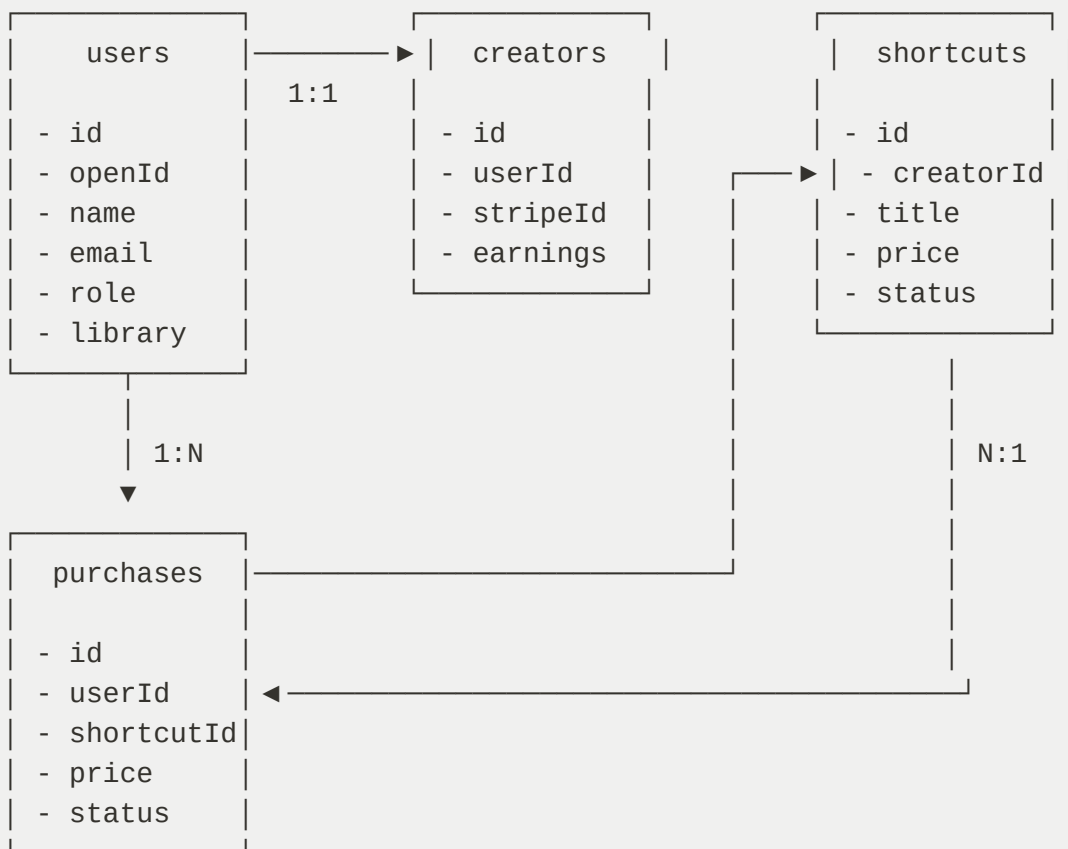 users creators shortcuts
1:1
- id - id - id
- openId - userId - creatorId
- name - stripeId - title
- email - earnings - price
- role - status
- library
1:N N:1
purchases
- id
- userId
- shortcutId
- price
- status